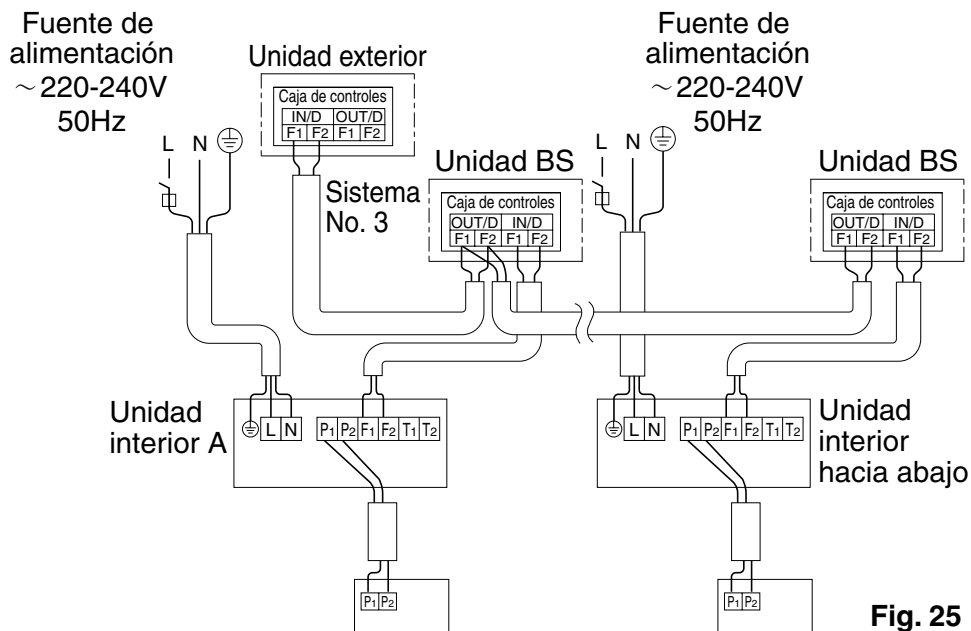 Fuente de
alimentación
~220-240V
50Hz
L N
Unidad exterior
Caja de controles
IN/D OUT/D
F1 F2 F1 F2
Sistema
No. 3
Unidad BS
Caja de controles
OUT/D IN/D
F1 F2 F1 F2
Fuente de
alimentación
~220-240V
50Hz
L N
Unidad BS
Caja de controles
OUT/D IN/D
F1 F2 F1 F2
Unidad
interior A
L N P1 P2 F1 F2 T1 T2
P1 P2
L N P1 P2 F1 F2 T1 T2
Unidad
interior
hacia abajo
P1 P2
Fig. 25